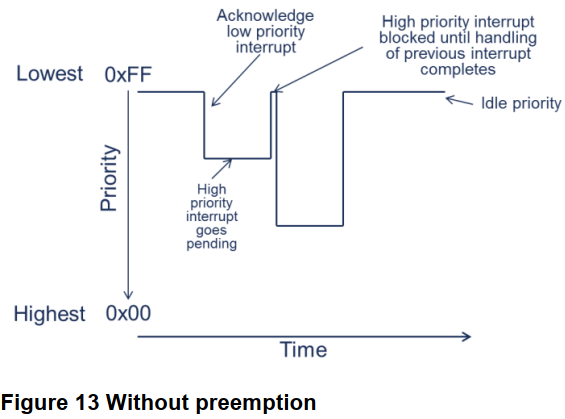 Acknowledge
low priority
interrupt
High priority interrupt
blocked until handling
of previous interrupt
completes
Lowest 0xFF
Idle priority
Priority
High
priority
interrupt
goes
pending
Highest 0x00
Time
Figure 13 Without preemption